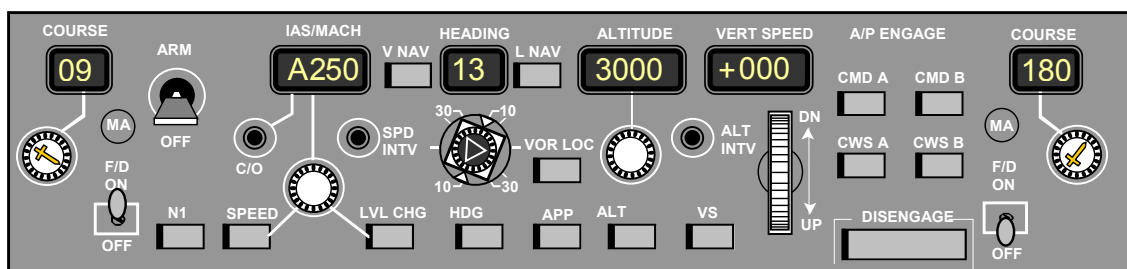 COURSE
09
MA
F/D
ON
OFF
ARM
OFF
IAS/MACH
A250
C/O
SPD
INTV
N1
SPEED
LVL CHG
V NAV
HEADING
13
L NAV
30
10
10
30
VOR LOC
HDG
APP
ALTITUDE
3000
ALT
INTV
ALT
VS
VERT SPEED
+000
DN
UP
A/P ENGAGE
CMD A
CMD B
CWS A
CWS B
DISENGAGE
COURSE
180
MA
F/D
ON
OFF